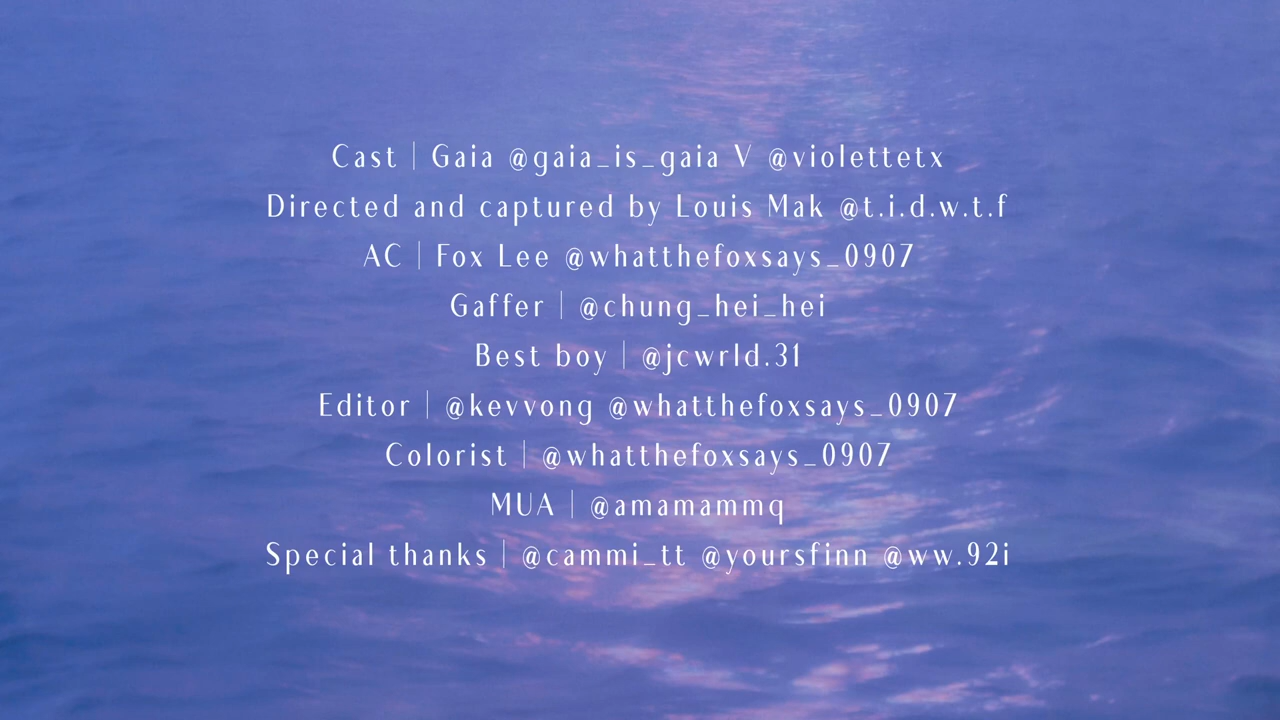 Cast | Gaia @gaia_is_gaia V @violettetx
Directed and captured by Louis Mak @t.i.d.w.t.f
AC | Fox Lee @whatthefoxsays_0907
Gaffer | @chung_hei_hei
Best boy | @jcwrld.31
Editor | @kevvong @whatthefoxsays_0907
Colorist | @whatthefoxsays_0907
MUA | @amamammq
Special thanks | @cammi_tt @yoursfinn @ww.92i